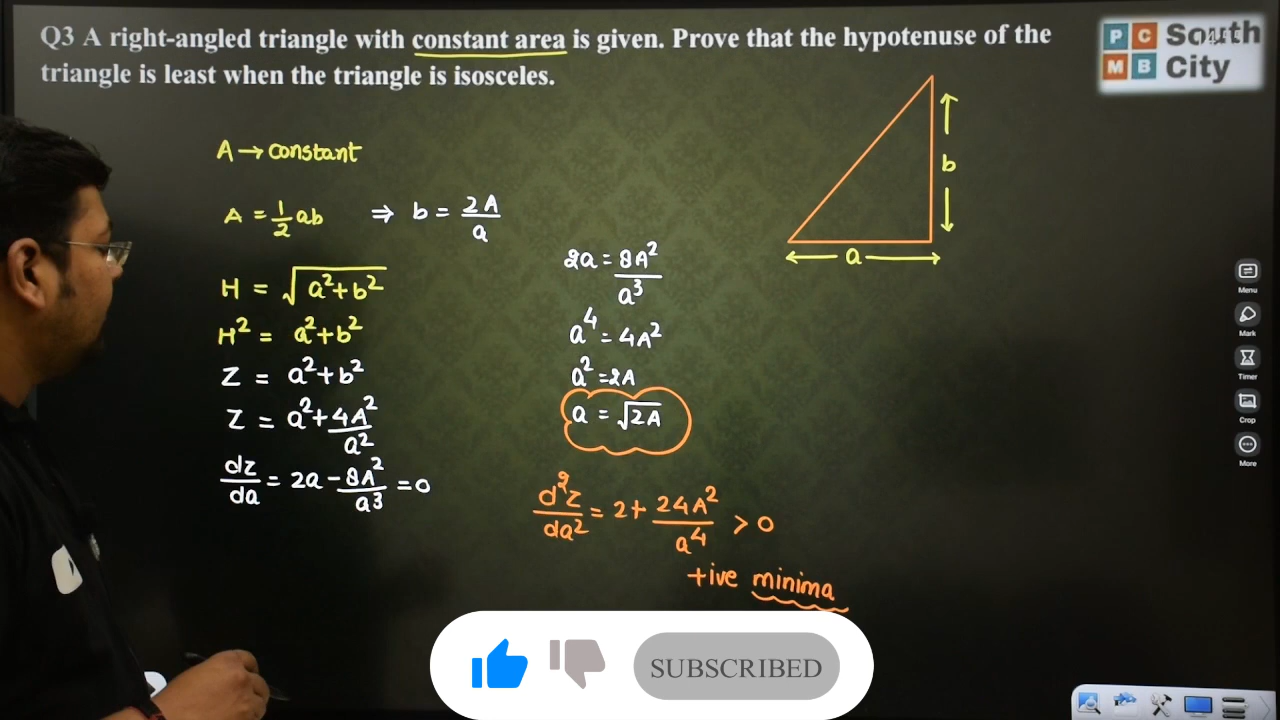 Q3 A right-angled triangle with constant area is given. Prove that the hypotenuse of the
triangle is least when the triangle is isosceles.
P C M B South City
A → constant
A = 1/2 ab ⇒ b = 2A/a
H = √(a²+b²)
H² = a²+b²
Z = a²+b²
Z = a²+4A²/a²
dz/da = 2a - 8A²/a³ = 0
2a = 8A²/a³
a⁴ = 4A²
a² = 2A
a = √2A
d²z/da² = 2+ 24A²/a⁴ > 0
+ive minima
b
a
Menu
Mark
Timer
Crop
More
SUBSCRIBED